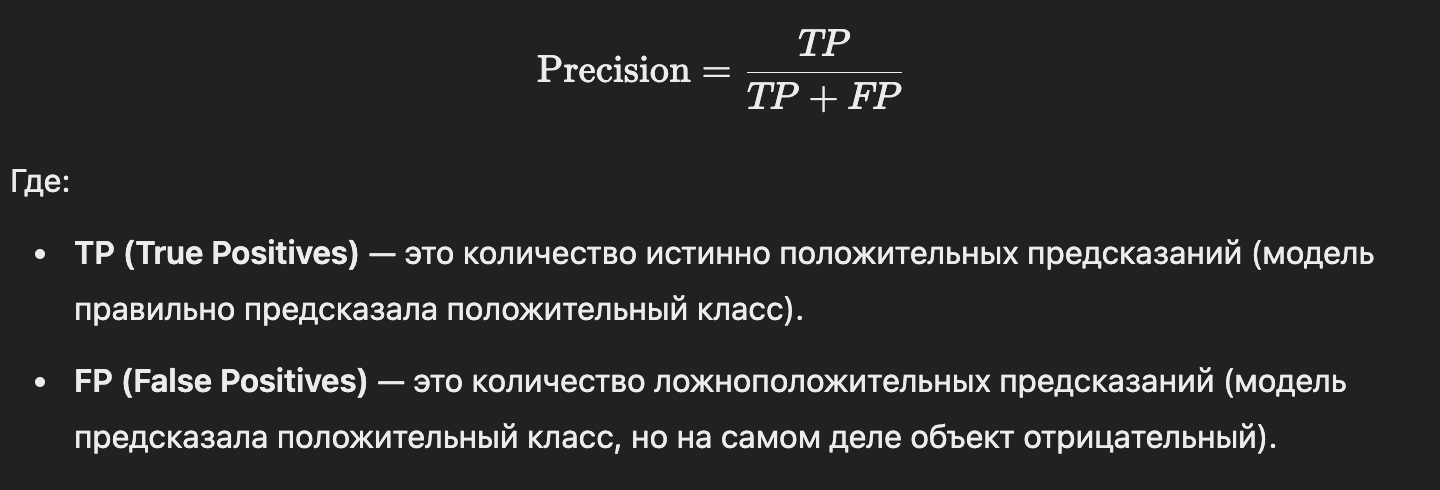 Precision = TP / TP + FP
Где:
• TP (True Positives) — это количество истинно положительных предсказаний (модель
правильно предсказала положительный класс).
• FP (False Positives) — это количество ложноположительных предсказаний (модель
предсказала положительный класс, но на самом деле объект отрицательный).